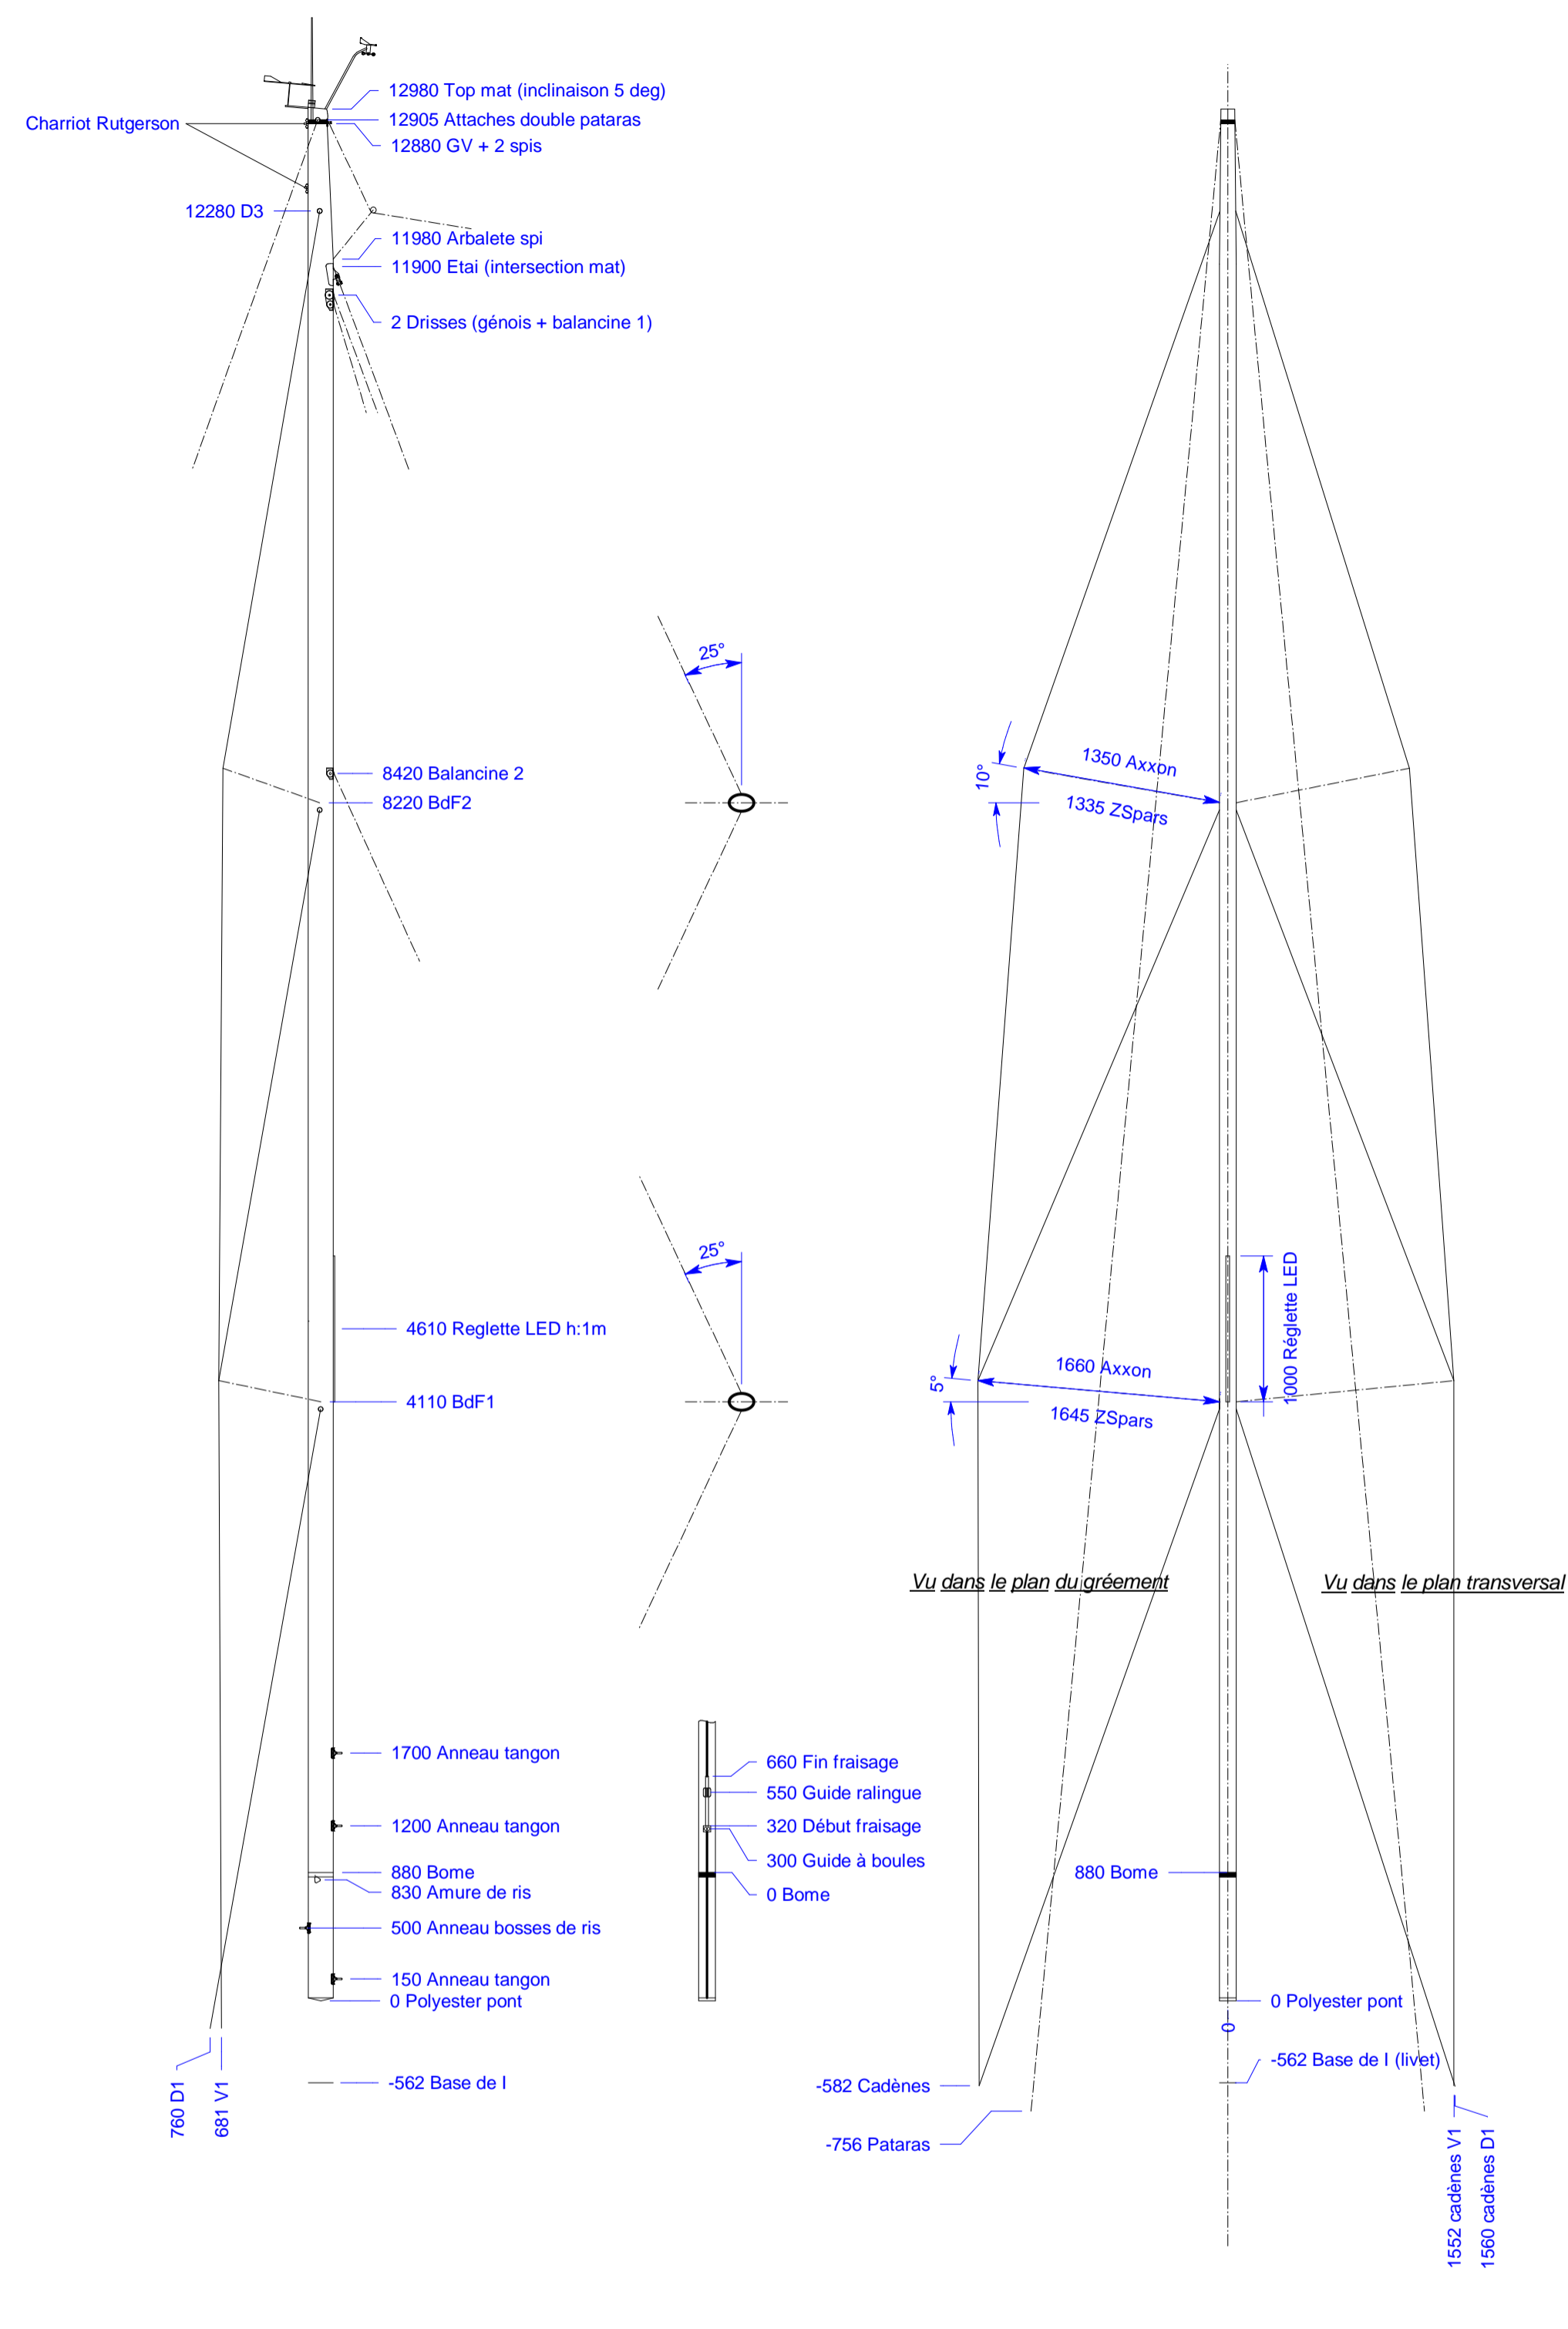 12980 Top mat (inclinaison 5 deg)
Charriot Rutgerson
12905 Attaches double pataras
12880 GV + 2 spis
12280 D3
11980 Arbalete spi
11900 Etai (intersection mat)
2 Drisses (génois + balancine 1)
8420 Balancine 2
8220 BdF2
4610 Reglette LED h:1m
4110 BdF1
1700 Anneau tangon
1200 Anneau tangon
880 Bome
830 Amure de ris
500 Anneau bosses de ris
150 Anneau tangon
0 Polyester pont
-562 Base de I
760 D1
681 V1
25°
25°
660 Fin fraisage
550 Guide ralingue
320 Début fraisage
300 Guide à boules
0 Bome
10°
1350 Axxon
1335 ZSpars
5°
1660 Axxon
1645 ZSpars
1000 Réglette LED
Vu dans le plan du gréement
Vu dans le plan transversal
880 Bome
0 Polyester pont
0
-562 Base de I (livet)
-582 Cadènes
-756 Pataras
1552 cadènes V1
1560 cadènes D1